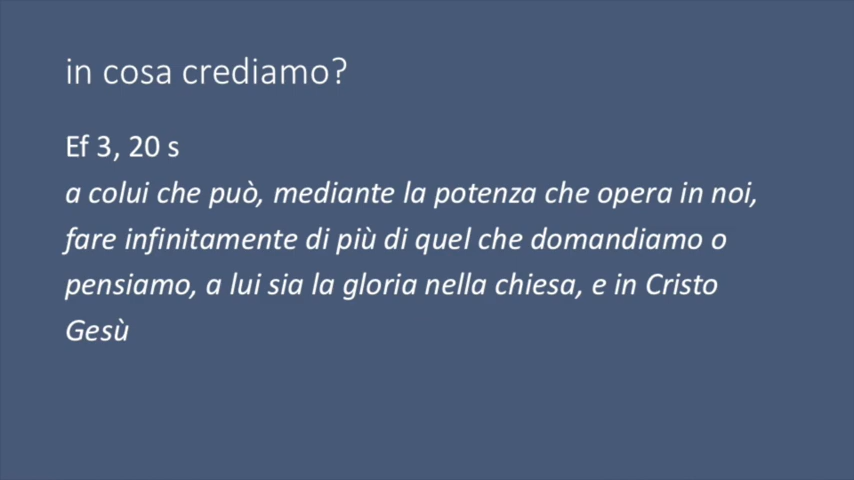 in cosa crediamo?
Ef 3, 20 s
a colui che può, mediante la potenza che opera in noi,
fare infinitamente di più di quel che domandiamo o
pensiamo, a lui sia la gloria nella chiesa, e in Cristo
Gesù